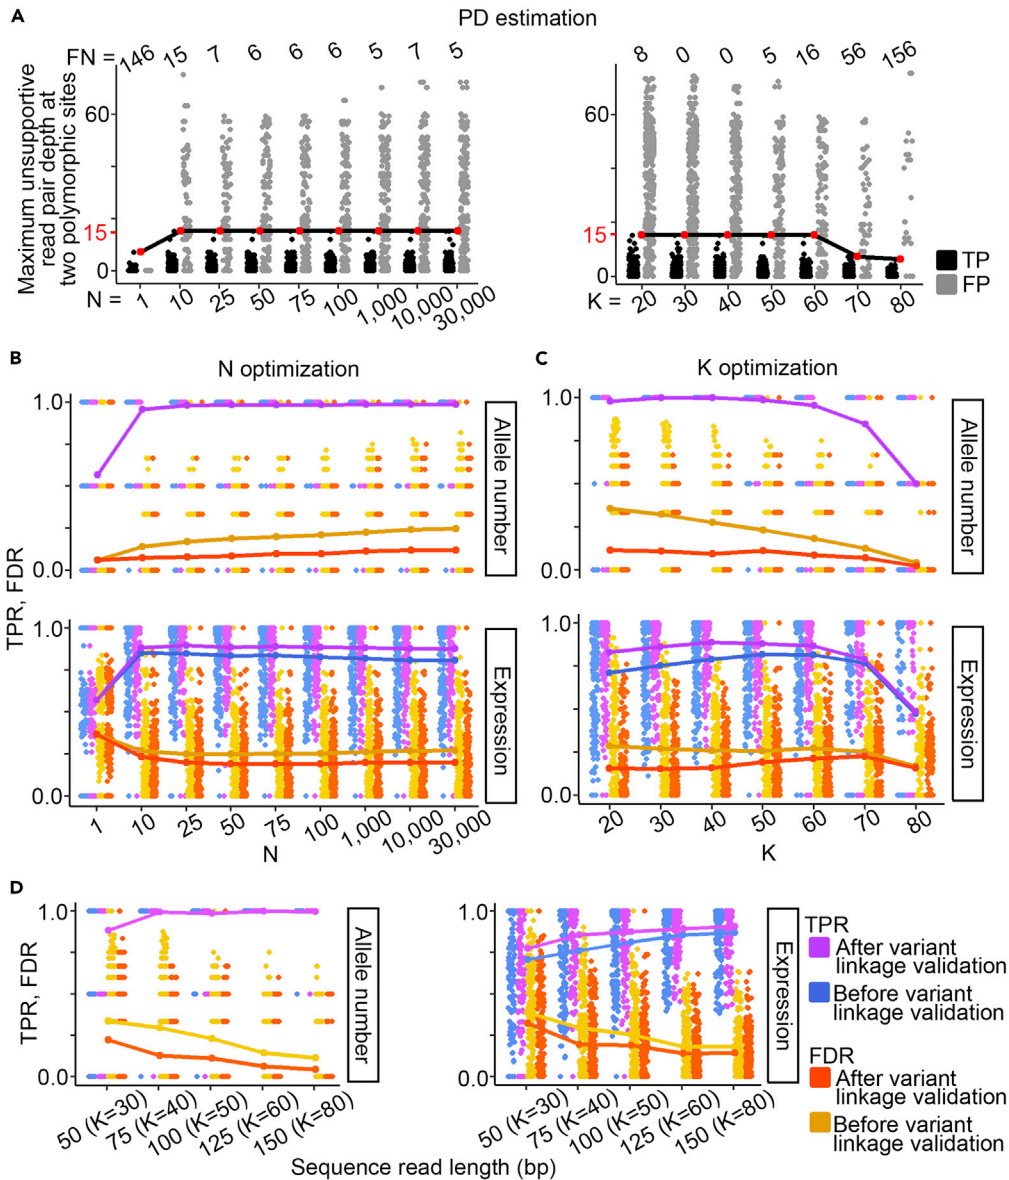 A
PD estimation
FN = 146 15 7 6 6 6 5 7 5
8 0 0 5 16 56 156
Maximum unsupportive
read pair depth at
two polymorphic sites
60
15
0
60
15
0
N = 1 10 25 50 75 100 1,000 10,000 30,000
K = 20 30 40 50 60 70 80
TP
FP
B
N optimization
C
K optimization
TPR, FDR
1.0
0.0
Allele number
1.0
0.0
Allele number
1.0
0.0
Expression
1.0
0.0
Expression
1 10 25 50 75 100 1,000 10,000 30,000
N
20 30 40 50 60 70 80
K
D
TPR, FDR
1.0
0.0
Allele number
1.0
0.0
Expression
50 (K=30) 75 (K=40) 100 (K=50) 125 (K=60) 150 (K=80)
50 (K=30) 75 (K=40) 100 (K=50) 125 (K=60) 150 (K=80)
Sequence read length (bp)
TPR
After variant
linkage validation
Before variant
linkage validation
FDR
After variant
linkage validation
Before variant
linkage validation